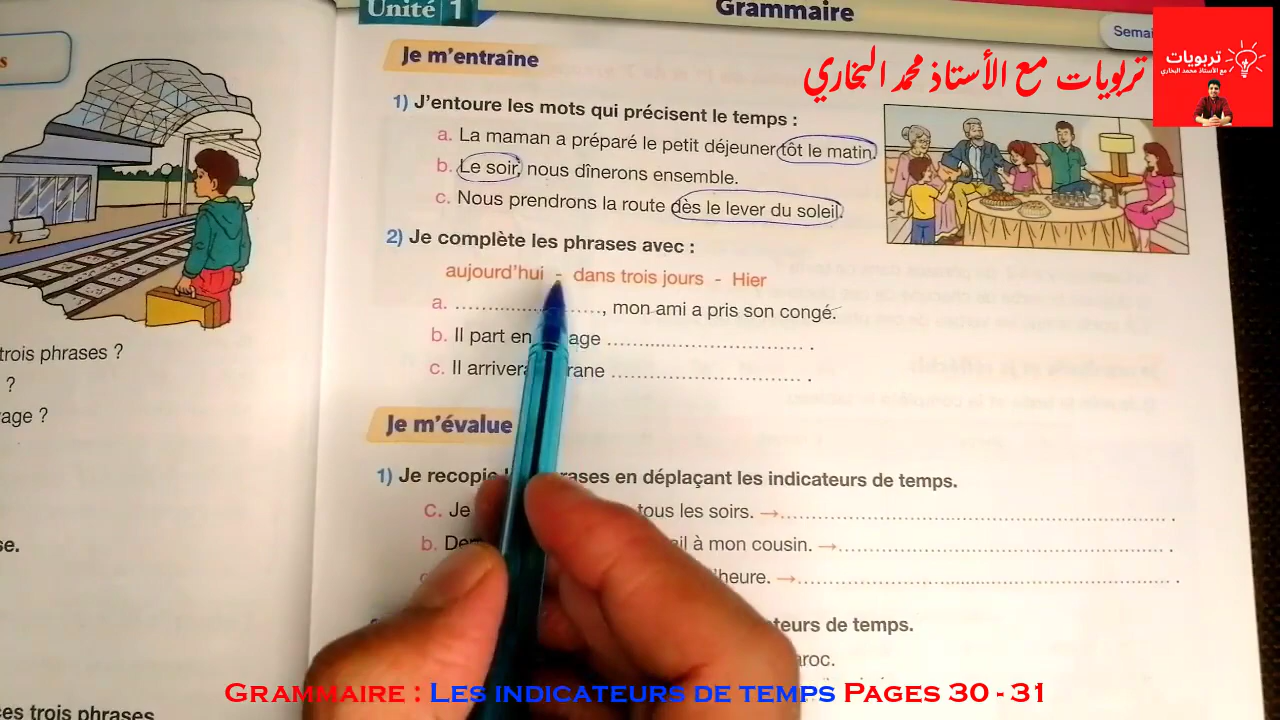 Unité 1
Grammaire
Semai
تربويات مع الأستاذ محمد البخاري
تربويات
مع الأستاذ محمد البخاري
s
Je m'entraîne
1) J'entoure les mots qui précisent le temps :
a. La maman a préparé le petit déjeuner tôt le matin.
b. Le soir, nous dînerons ensemble.
c. Nous prendrons la route dès le lever du soleil.
2) Je complète les phrases avec :
aujourd'hui - dans trois jours - Hier
a. ........................, mon ami a pris son congé.
b. Il part en age ................................ .
c. Il arrivera rane ............................... .
trois phrases ?
?
age ?
Je m'évalue
1) Je recopie rases en déplaçant les indicateurs de temps.
C. Je tous les soirs. → ............................................................ .
b. De il à mon cousin. → .................................................... .
'heure. → ............................................................ .
se.
teurs de temps.
aroc.
Grammaire : Les indicateurs de temps Pages 30 - 31
ces trois phrases